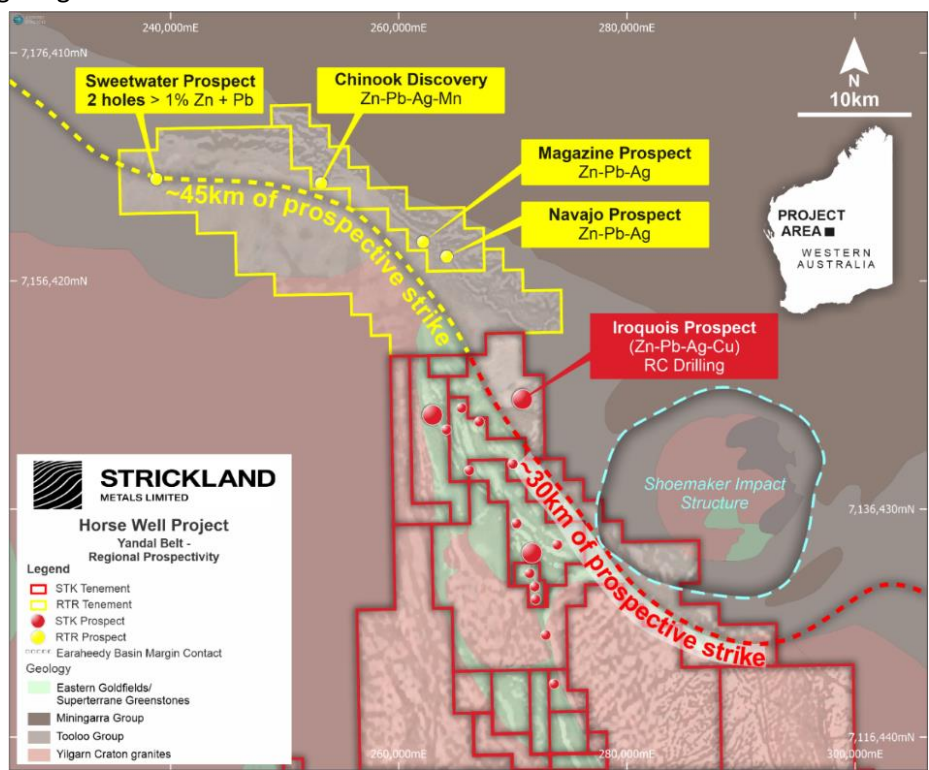 240,000mE
260,000mE
280,000mE
7,176,410mN
Sweetwater Prospect
2 holes > 1% Zn + Pb
Chinook Discovery
Zn-Pb-Ag-Mn
N
10km
Magazine Prospect
Zn-Pb-Ag
Navajo Prospect
Zn-Pb-Ag
PROJECT
AREA
WESTERN
AUSTRALIA
~45km of prospective strike
7,156,420mN
Iroquois Prospect
(Zn-Pb-Ag-Cu)
RC Drilling
Shoemaker Impact
Structure
7,136,430mN
~30km of prospective strike
STRICKLAND
METALS LIMITED
Horse Well Project
Yandal Belt -
Regional Prospectivity
Legend
STK Tenement
RTR Tenement
STK Prospect
RTR Prospect
Earaheedy Basin Margin Contact
Geology
Eastern Goldfields/
Superterrane Greenstones
Miningarra Group
Tooloo Group
Yilgarn Craton granites
7,116,440mN
260,000mE
280,000mE
300,000mE